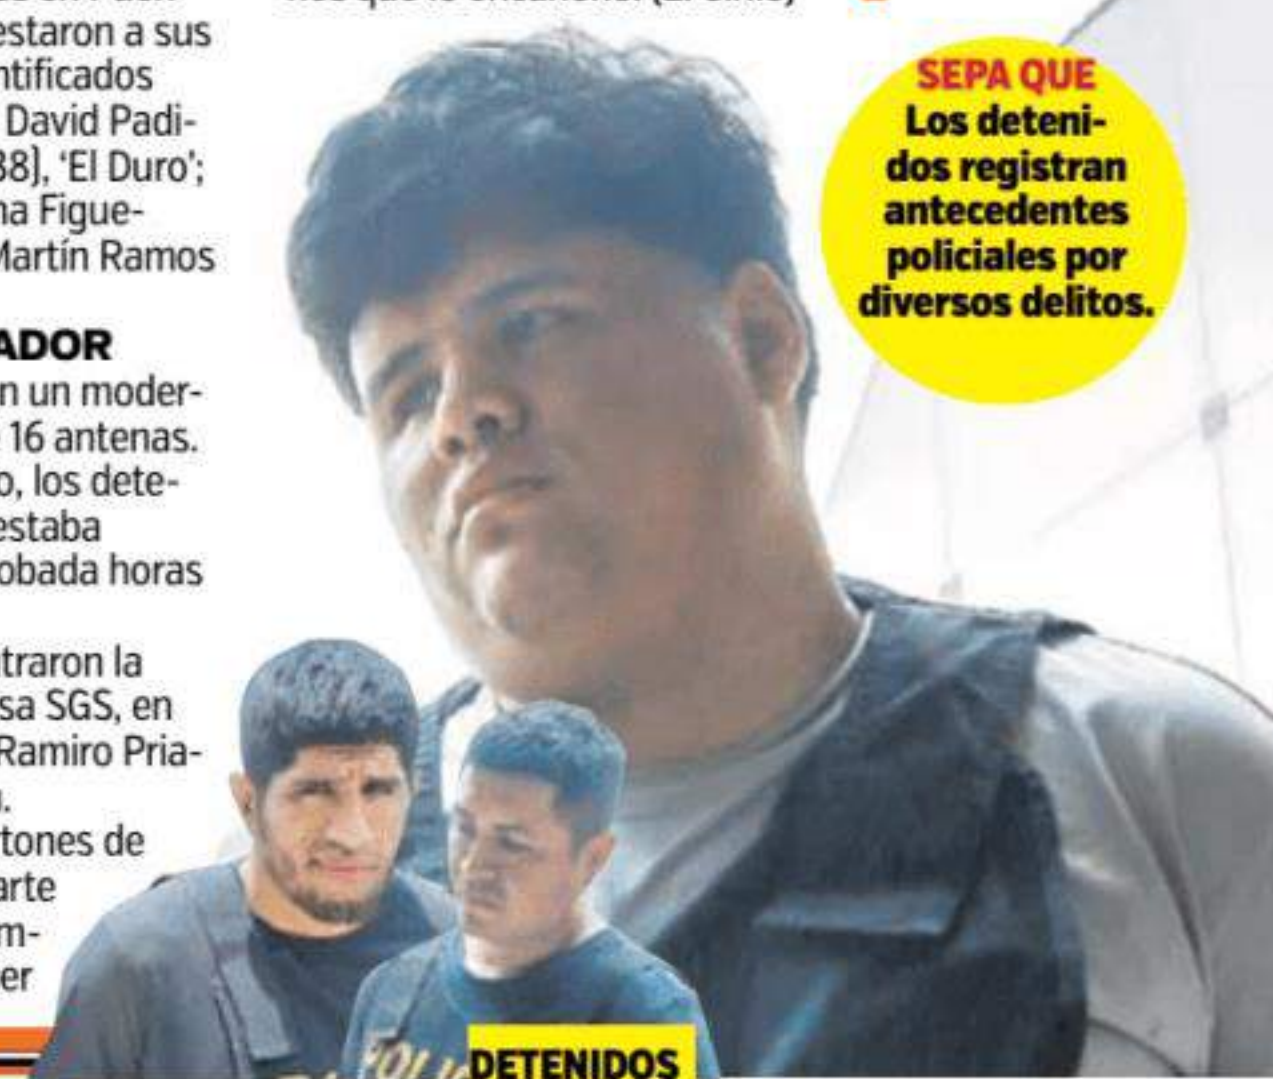 estaron a sus
ntificados
David Padi-
38], 'El Duro';
na Figue-
Martín Ramos
ADOR
n un moder-
16 antenas.
o, los dete-
estaba
obada horas
traron la
sa SGS, en
Ramiro Pria-
tones de
arte
m-
er
SEPA QUE
Los deteni-
dos registran
antecedentes
policiales por
diversos delitos.
DETENIDOS